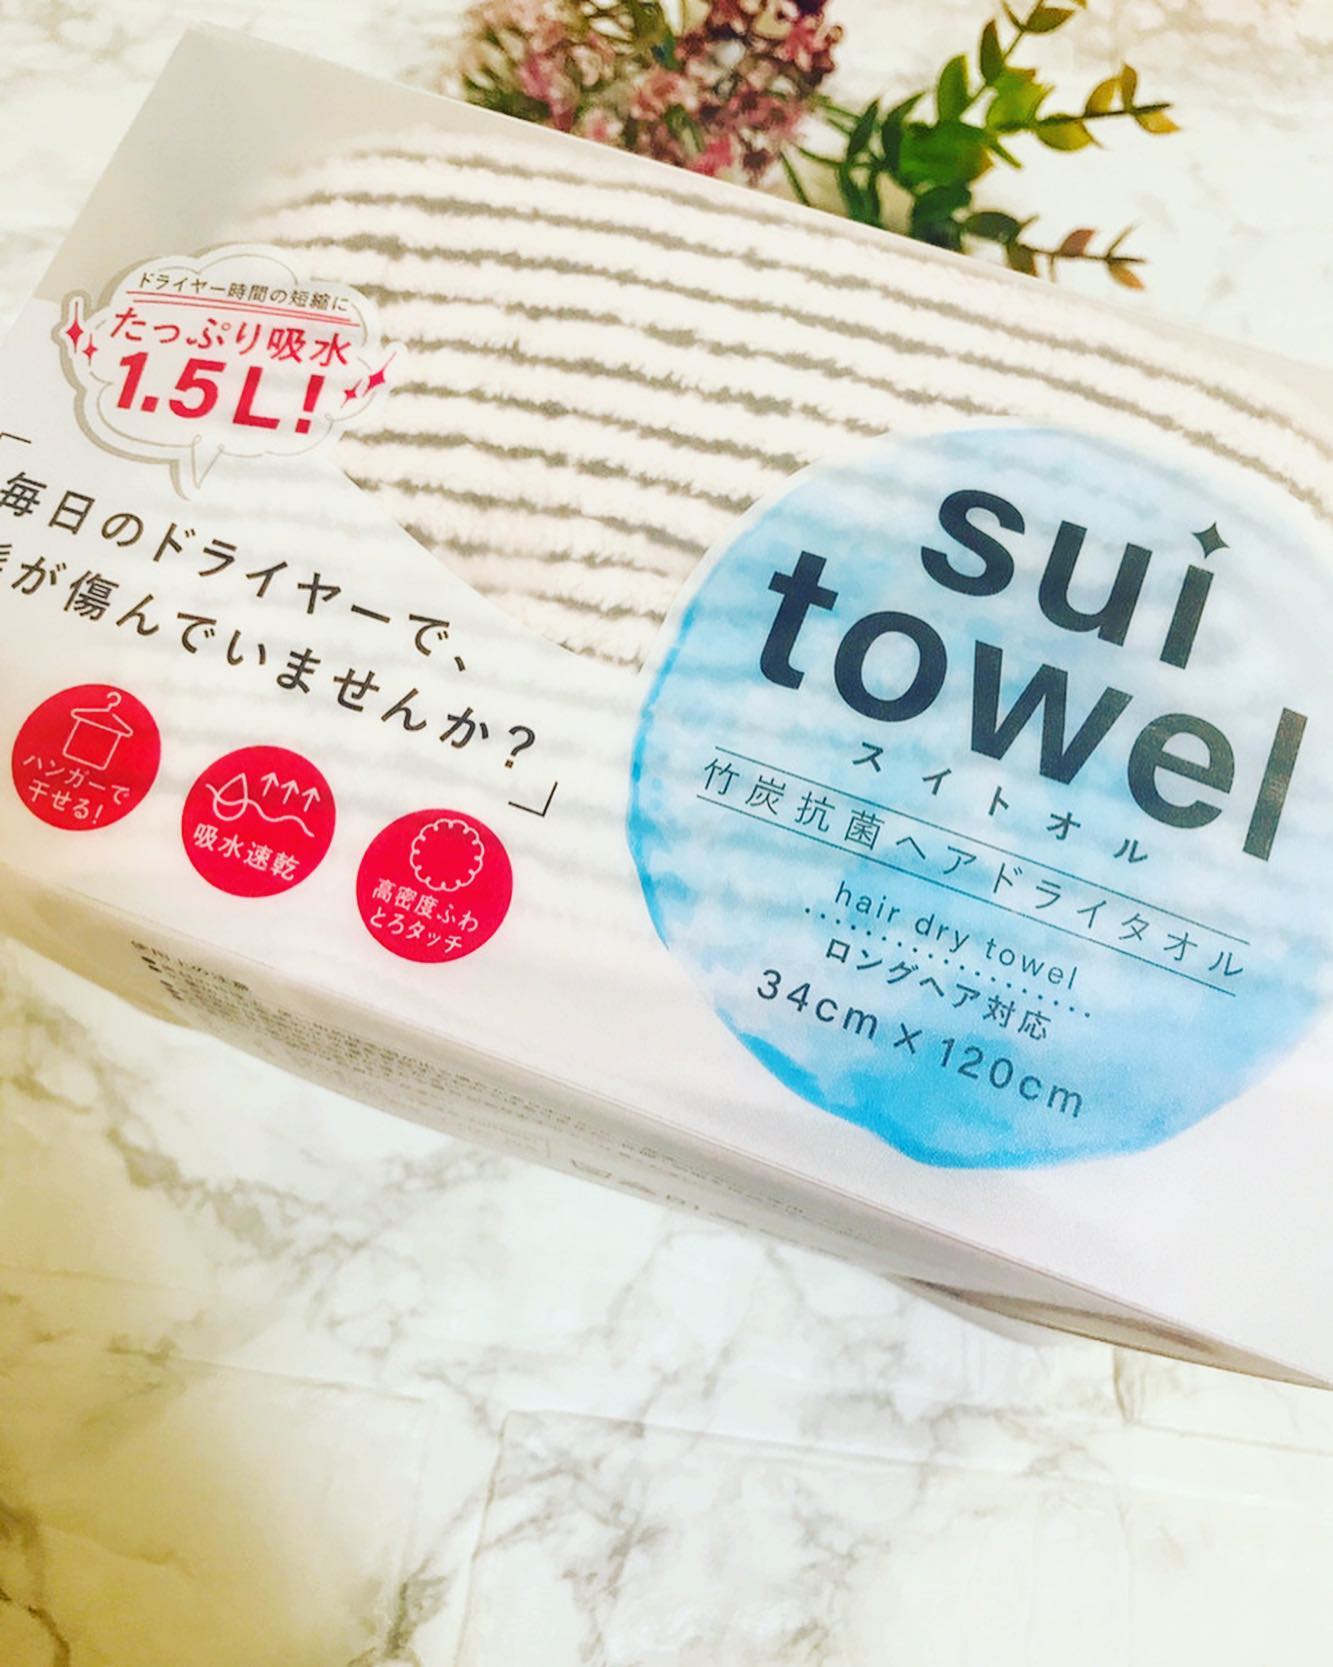 ドライヤー時間の短縮に
たっぷり吸水
1.5L!
「毎日のドライヤーで、
髪が傷んでいませんか?」
ハンガーで
干せる!
吸水速乾
高密度ふわ
とろタッチ
sui
towel
スイトオル
竹炭抗菌ヘアドライタオル
hair dry towel
ロングヘア対応
34cm×120cm